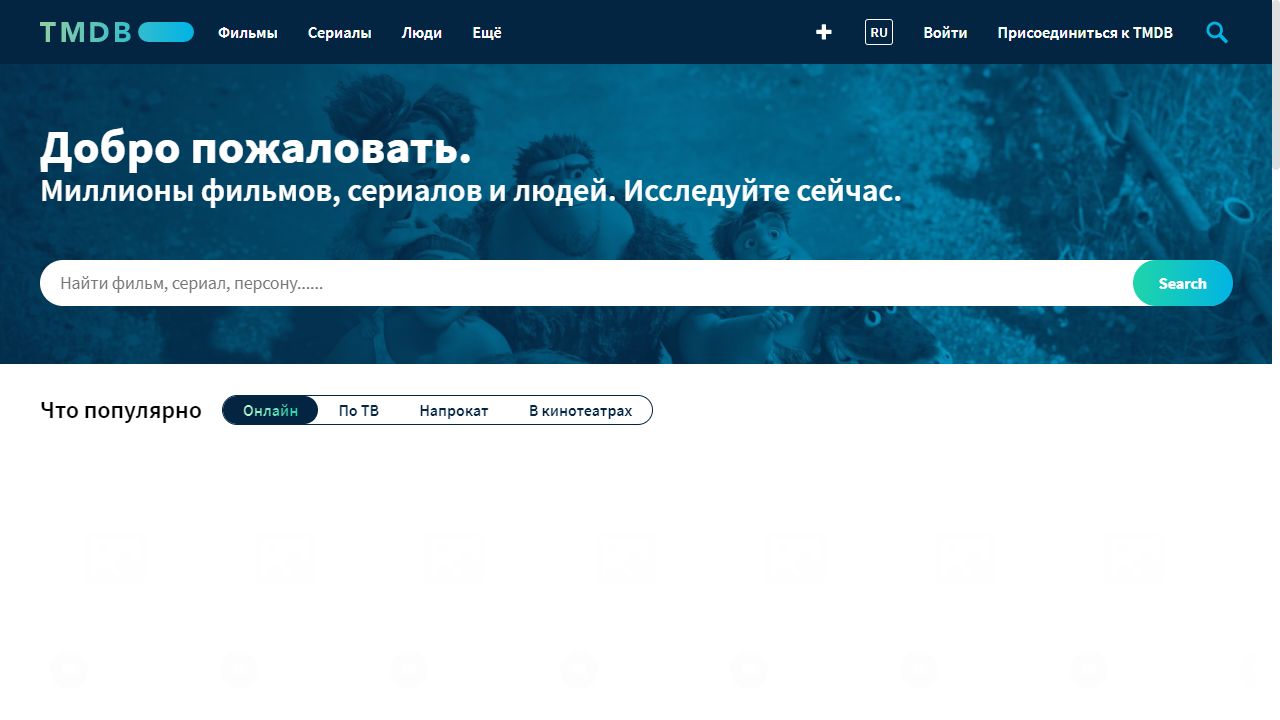 TMDB Фильмы Сериалы Люди Ещё RU Войти Присоединиться к TMDB
Добро пожаловать.
Миллионы фильмов, сериалов и людей. Исследуйте сейчас.
Найти фильм, сериал, персону...... Search
Что популярно Онлайн По ТВ Напрокат В кинотеатрах